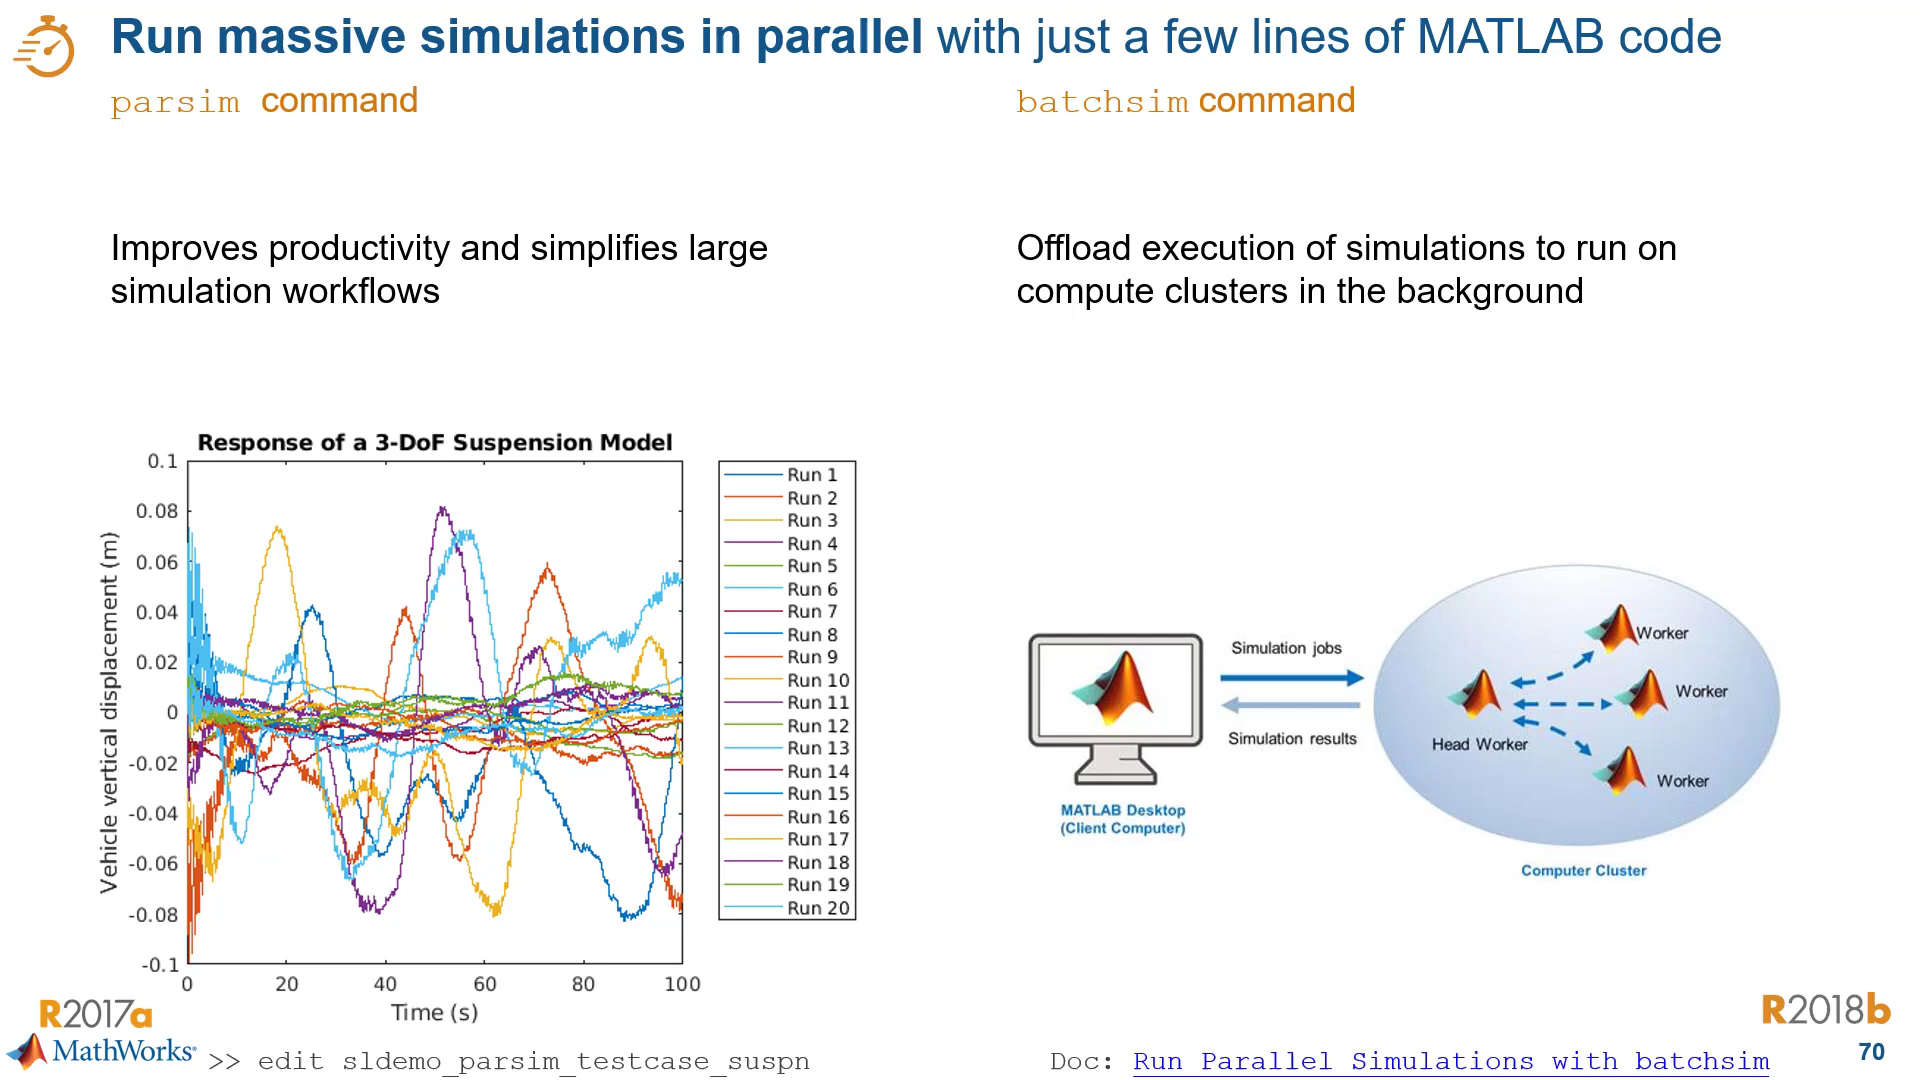 Run massive simulations in parallel with just a few lines of MATLAB code
parsim command
Improves productivity and simplifies large
simulation workflows
Response of a 3-DoF Suspension Model
Vehicle vertical displacement (m)
0.1
0.08
0.06
0.04
0.02
0
-0.02
-0.04
-0.06
-0.08
-0.1
0 20 40 60 80 100
Time (s)
Run 1
Run 2
Run 3
Run 4
Run 5
Run 6
Run 7
Run 8
Run 9
Run 10
Run 11
Run 12
Run 13
Run 14
Run 15
Run 16
Run 17
Run 18
Run 19
Run 20
R2017a
MathWorks®
>> edit sldemo_parsim_testcase_suspn
batchsim command
Offload execution of simulations to run on
compute clusters in the background
Simulation jobs
Simulation results
MATLAB Desktop
(Client Computer)
Head Worker
Worker
Worker
Worker
Computer Cluster
R2018b
Doc: Run Parallel Simulations with batchsim
70